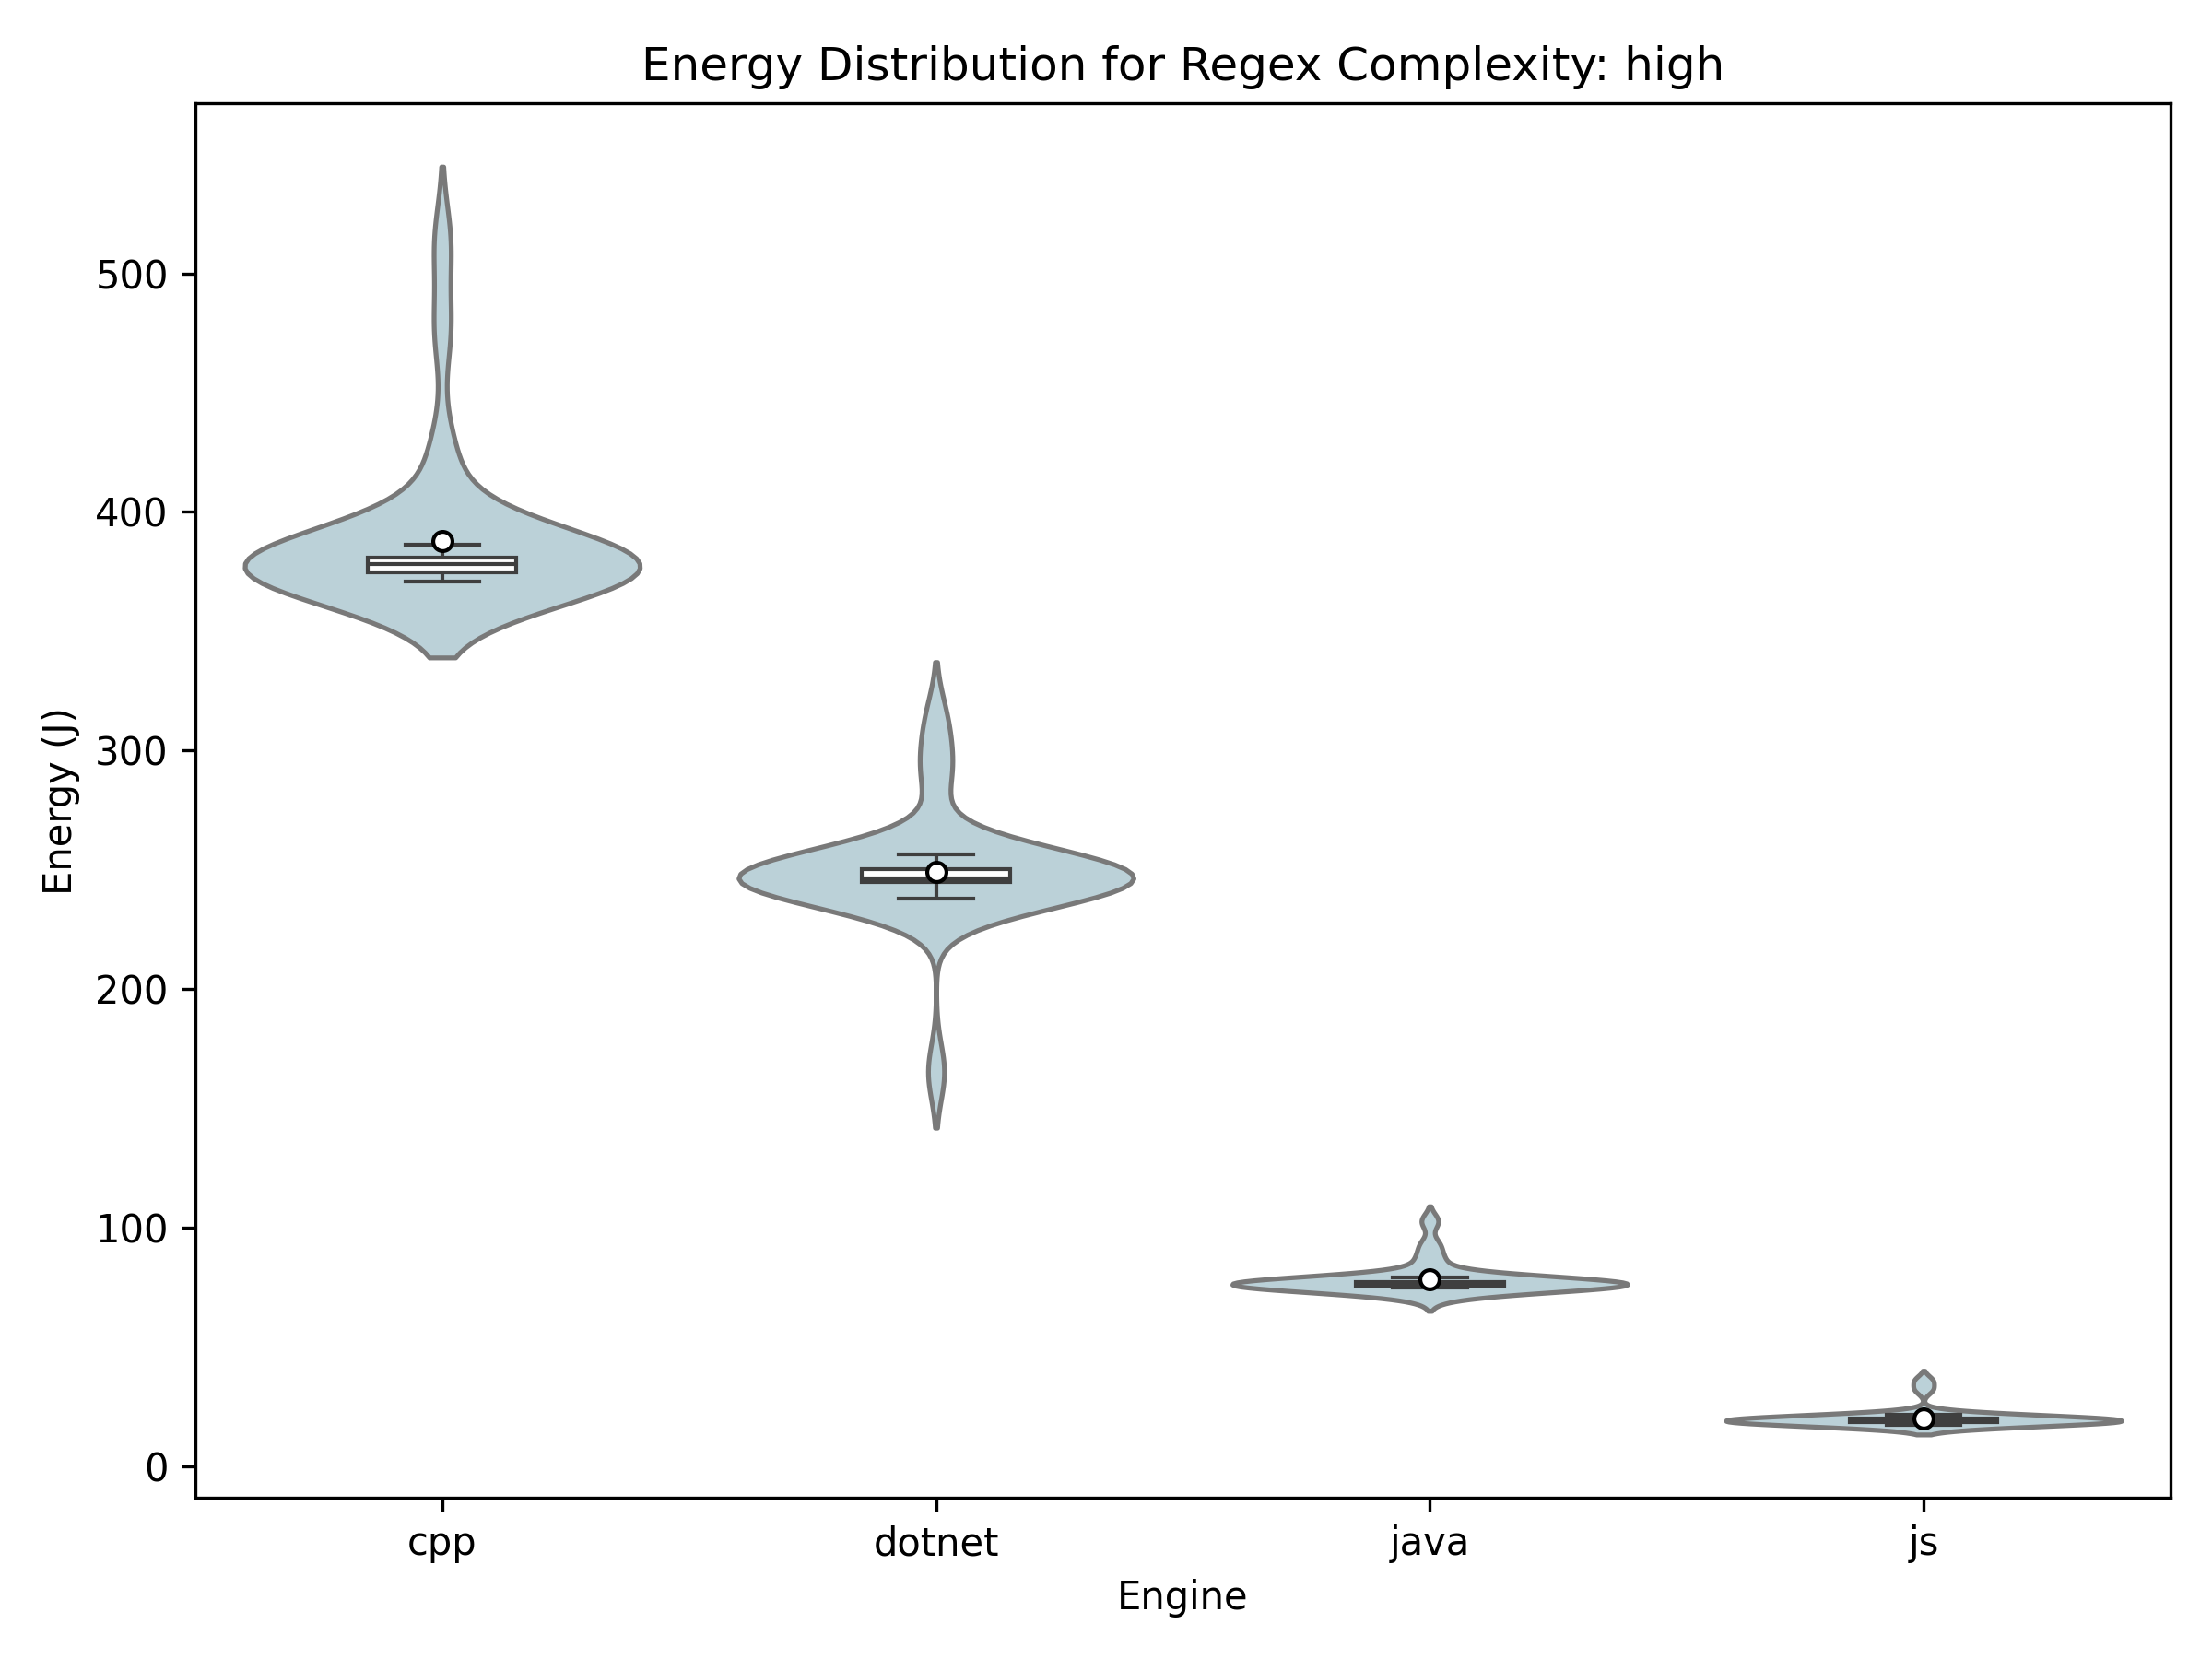 Energy Distribution for Regex Complexity: high
Energy (J)
500
400
300
200
100
0
cpp dotnet java js
Engine